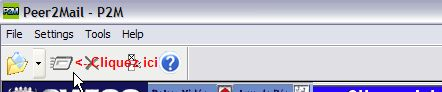 Peer2Mail - P2M
File Settings Tools Help
<- Cliquez ici